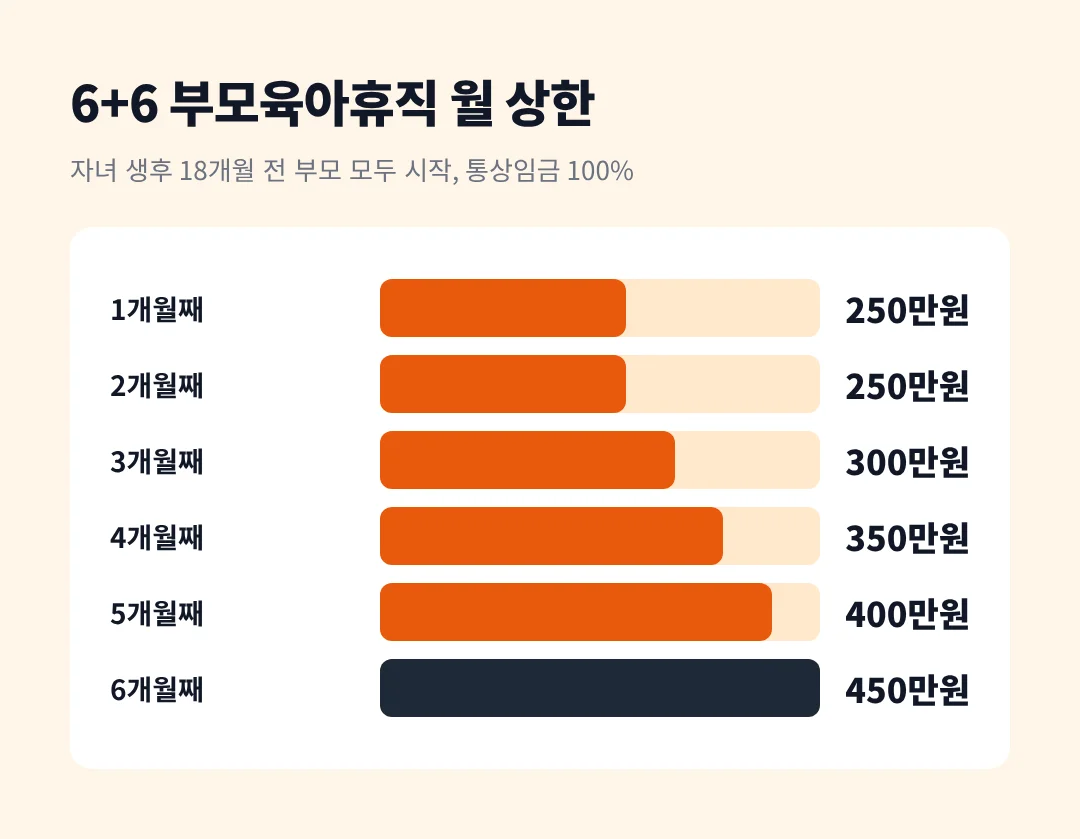 6+6 부모육아휴직 월 상한
자녀 생후 18개월 전 부모 모두 시작, 통상임금 100%
1개월째 250만원
2개월째 250만원
3개월째 300만원
4개월째 350만원
5개월째 400만원
6개월째 450만원